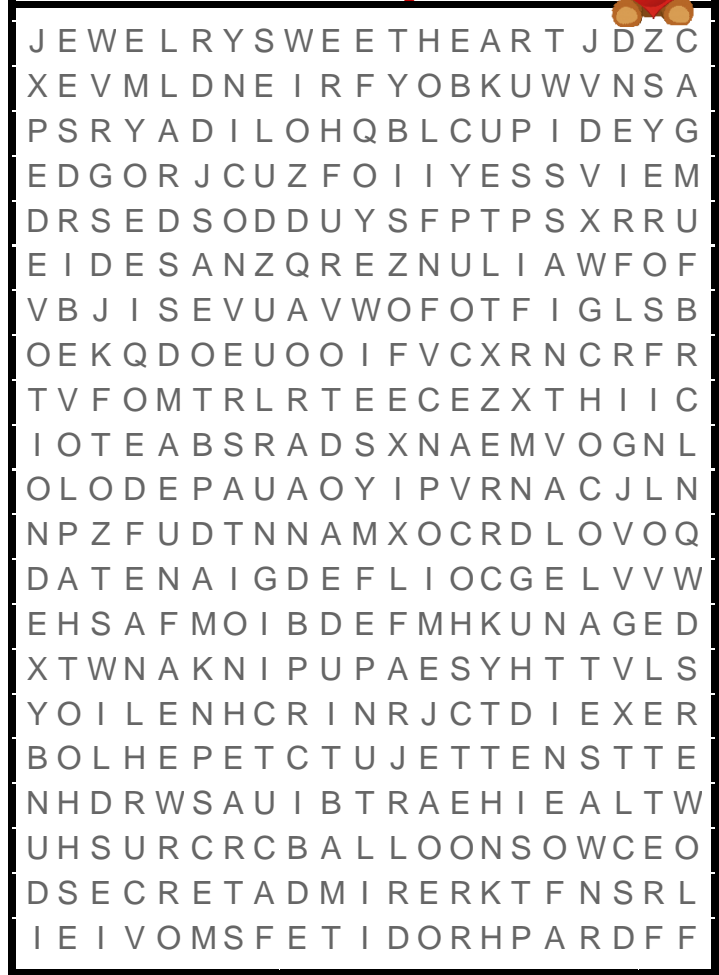 J E W E L R Y S W E E T H E A R T J D Z C
X E V M L D N E I R F Y O B K U W V N S A
P S R Y A D I L O H Q B L C U P I D E Y G
E D G O R J C U Z F O I I Y E S S V I E M
D R S E D S O D D U Y S F P T P S X R R U
E I D E S A N Z Q R E Z N U L I A W F O F
V B J I S E V U A V W O F O T F I G L S B
O E K Q D O E U O O I F V C X R N C R F R
T V F O M T R L R T E E C E Z X T H I I C
I O T E A B S R A D S X N A E M V O G N L
O L O D E P A U A O Y I P V R N A C J L N
N P Z F U D T N N A M X O C R D L O V O Q
D A T E N A I G D E F L I O C G E L V V W
E H S A F M O I B D E F M H K U N A G E D
X T W N A K N I P U P A E S Y H T T V L S
Y O I L E N H C R I N R J C T D I E X E R
B O L H E P E T C T U J E T T E N S T T E
N H D R W S A U I B T R A E H I E A L T W
U H S U R C R C B A L L O O N S O W C E O
D S E C R E T A D M I R E R K T F N S R L
I E I V O M S F E T I D O R H P A R D F F